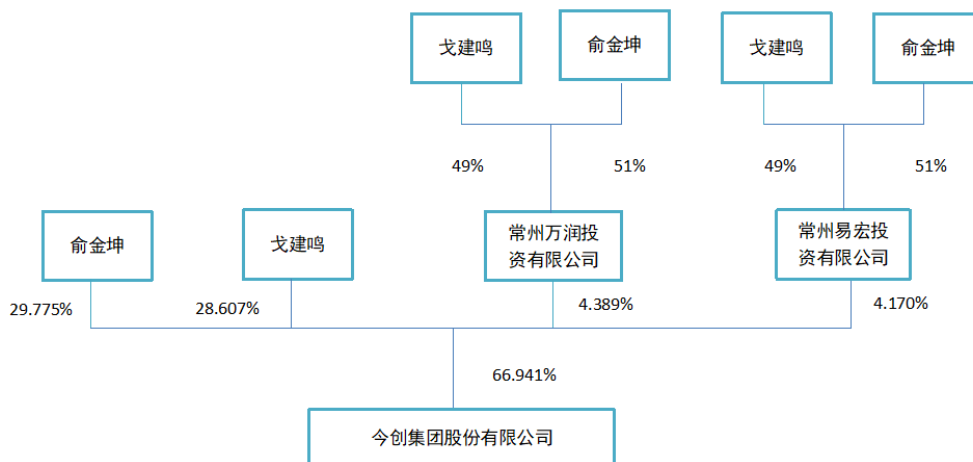 戈建鸣
俞金坤
戈建鸣
俞金坤
49%
51%
49%
51%
俞金坤
戈建鸣
常州万润投
资有限公司
常州易宏投
资有限公司
29.775%
28.607%
4.389%
4.170%
66.941%
今创集团股份有限公司